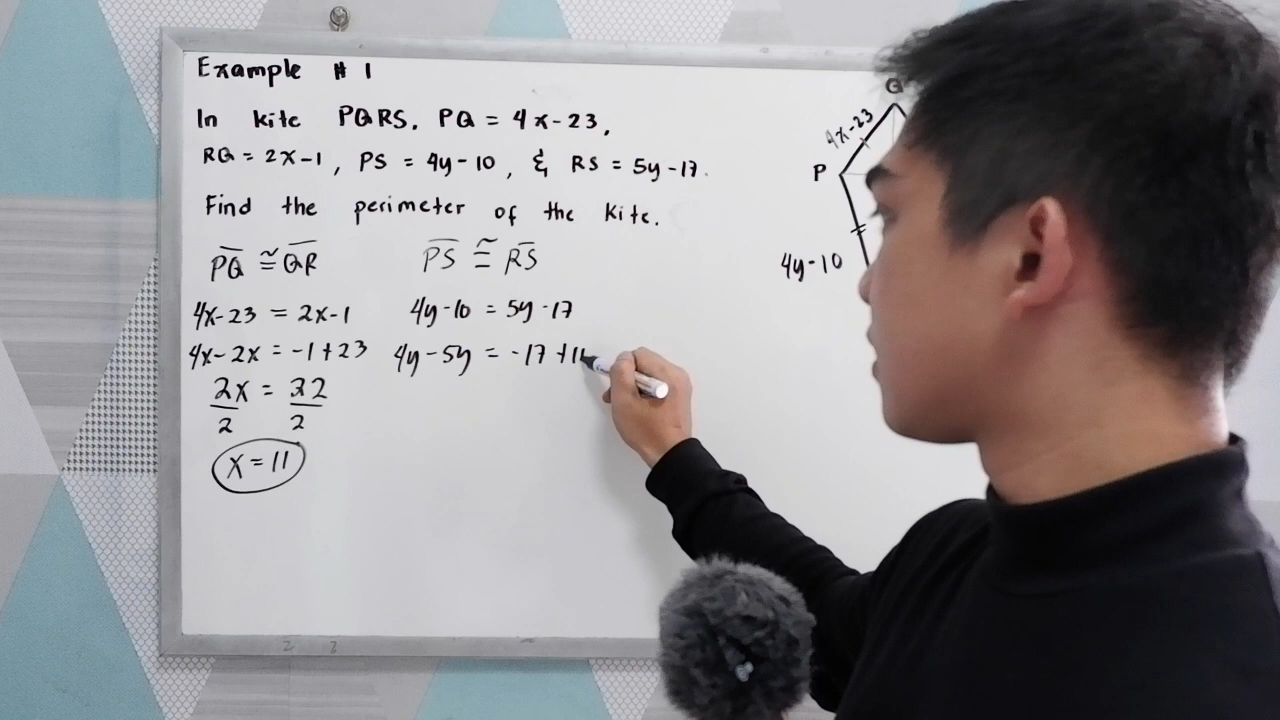 Example # 1
In kite PQRS, PQ = 4x-23,
RQ = 2x-1, PS = 4y-10, & RS = 5y-17.
Find the perimeter of the kite.
PQ ≅ QR
4x-23 = 2x-1
4x-2x = -1+23
2x = 22
2 2
x = 11
PS ≅ RS
4y-10 = 5y-17
4y-5y = -17 +1
Q
4x-23
P
4y-10